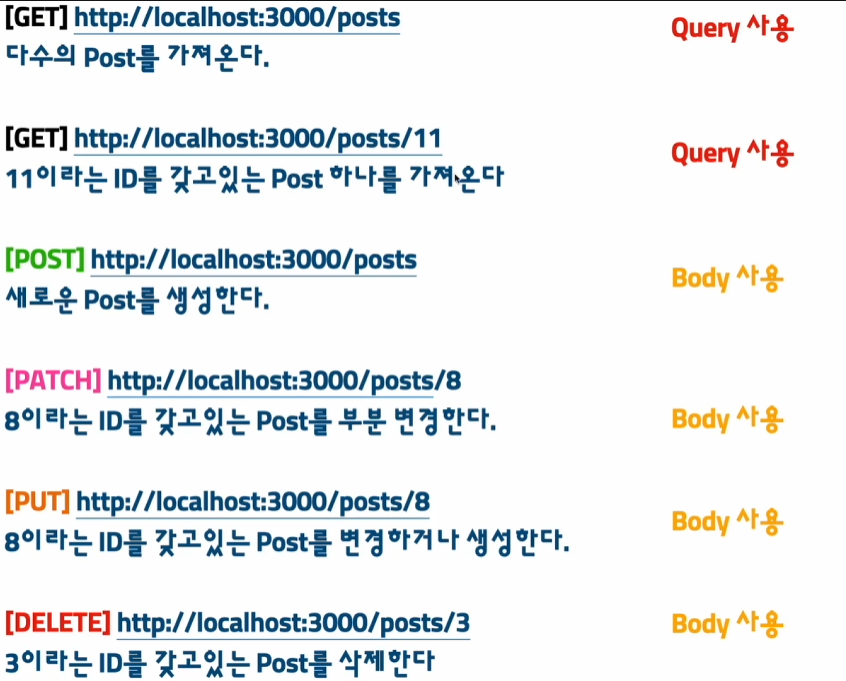 [GET] http://localhost:3000/posts
Query 사용
다수의 Post를 가져온다.
[GET] http://localhost:3000/posts/11
Query 사용
11이라는 ID를 갖고있는 Post 하나를 가져온다
[POST] http://localhost:3000/posts
Body 사용
새로운 Post를 생성한다.
[PATCH] http://localhost:3000/posts/8
8이라는 ID를 갖고있는 Post를 부분 변경한다.
Body 사용
[PUT] http://localhost:3000/posts/8
Body 사용
8이라는 ID를 갖고있는 Post를 변경하거나 생성한다.
[DELETE] http://localhost:3000/posts/3
Body 사용
3이라는 ID를 갖고있는 Post를 삭제한다